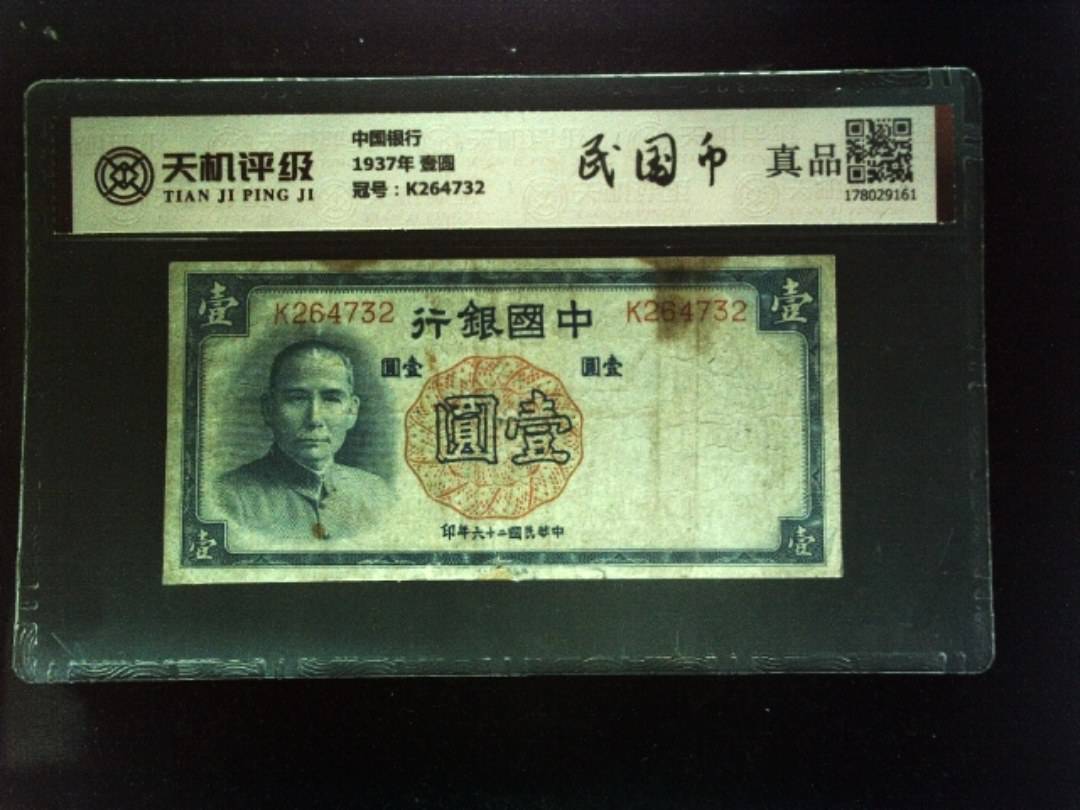 天机评级
TIAN JI PING JI
中国银行
1937年 壹圆
冠号：K264732
民国币
真品
178029161
壹
壹
K264732
K264732
行銀國中
圓壹
圓壹
圓壹
印年六十二國民華中
壹
壹